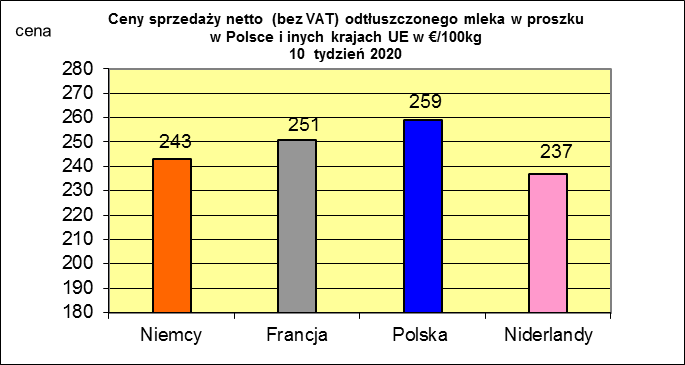 Ceny sprzedaży netto (bez VAT) odtłuszczonego mleka w proszku
w Polsce i inych krajach UE w €/100kg
10 tydzień 2020
cena
280
270
260
250
240
230
220
210
200
190
180
243
251
259
237
Niemcy
Francja
Polska
Niderlandy